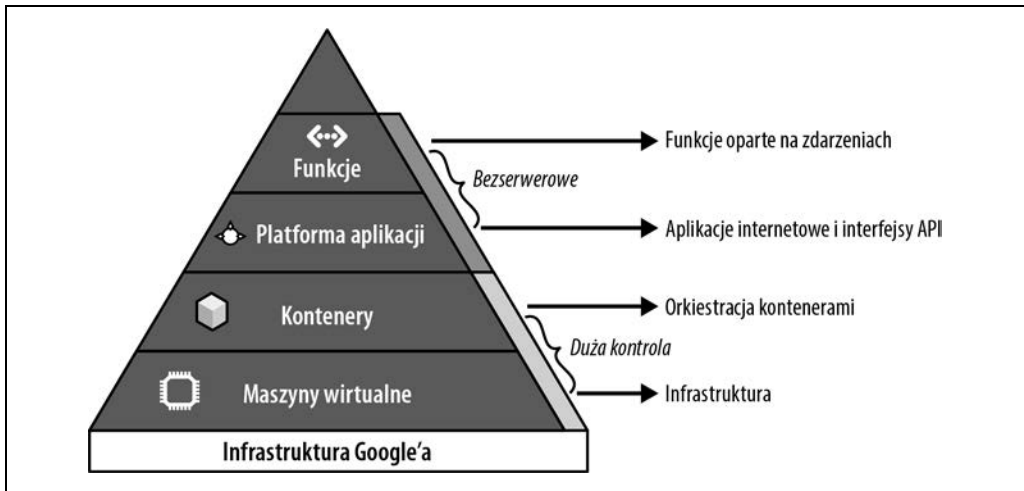 Funkcje
Funkcje oparte na zdarzeniach
Bezserwerowe
Platforma aplikacji
Aplikacje internetowe i interfejsy API
Kontenery
Orkiestracja kontenerami
Duża kontrola
Maszyny wirtualne
Infrastruktura
Infrastruktura Google’a